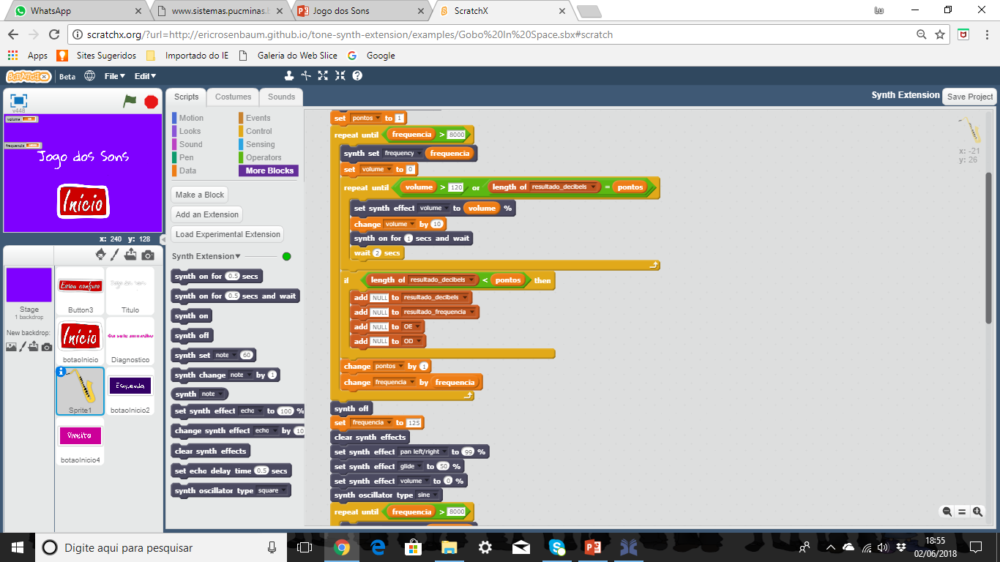 WhatsApp
www.sistemas.pucminas.b
Jogo dos Sons
ScratchX
Lu
scratchx.org/?url=http://ericrosenbaum.github.io/tone-synth-extension/examples/Gobo%20In%20Space.sbx#scratch
Apps
Sites Sugeridos
Importado do IE
Galeria do Web Slice
Google
SCRATCHX
Beta
File
Edit
v448
volume
frequencia
Jogo dos Sons
Início
x: 240 y: 128
Stage
1 backdrop
New backdrop:
Estou confuso
Button3
Titulo
Início
botaoInicio
Diagnostico
Sprite1
Esquerda
botaoInicio2
Direita
botaoInicio4
Scripts
Costumes
Sounds
Motion
Looks
Sound
Pen
Data
Events
Control
Sensing
Operators
More Blocks
Make a Block
Add an Extension
Load Experimental Extension
Synth Extension
synth on for 0.5 secs
synth on for 0.5 secs and wait
synth on
synth off
synth set note 60
synth change note by 1
synth note
set synth effect echo to 100 %
change synth effect echo by 10
clear synth effects
set echo delay time 0.5 secs
synth oscillator type square
Synth Extension
Save Project
x: -21
y: 26
set pontos to 1
repeat until frequencia > 8000
synth set frequency frequencia
set volume to 0
repeat until volume > 120 or length of resultado_decibels = pontos
set synth effect volume to volume %
change volume by 10
synth on for 1 secs and wait
wait 2 secs
if length of resultado_decibels < pontos then
add NULL to resultado_decibels
add NULL to resultado_frequencia
add NULL to OE
add NULL to OD
change pontos by 1
change frequencia by frequencia
synth off
set frequencia to 125
clear synth effects
set synth effect pan left/right to 99 %
set synth effect glide to 50 %
set synth effect volume to 0 %
synth oscillator type sine
repeat until frequencia > 8000
Digite aqui para pesquisar
18:55
02/06/2018